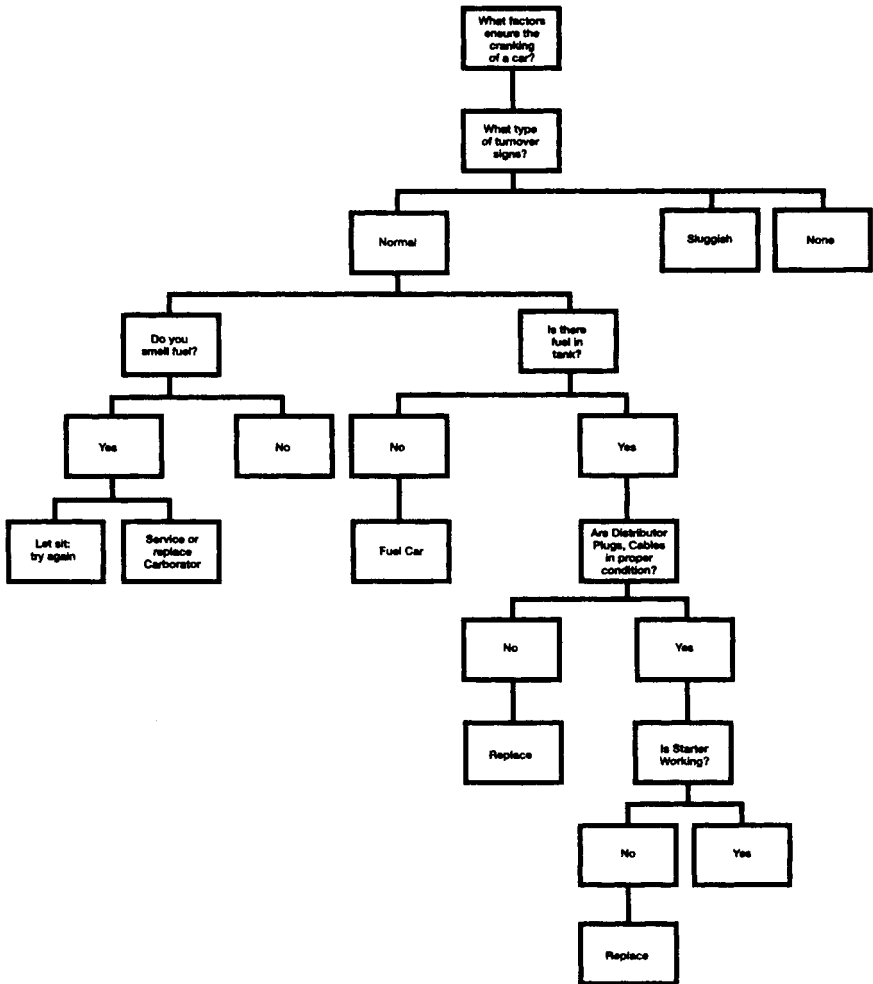 What factors
ensure the
cranking
of a car?
What type
of turnover
signs?
Normal
Sluggish
None
Do you
smell fuel?
Is there
fuel in
tank?
Yes
No
No
Yes
Let sit:
try again
Service or
replace
Carborator
Fuel Car
Are Distributor
Plugs, Cables
in proper
condition?
No
Yes
Replace
Is Starter
Working?
No
Yes
Replace